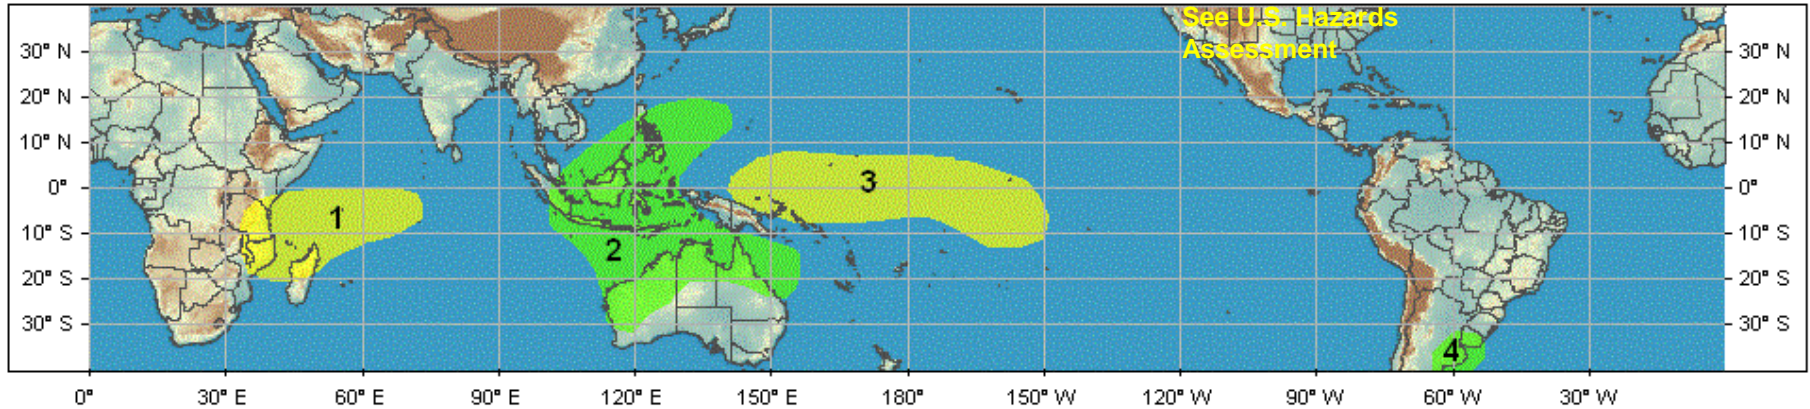 See U.S. Hazards
Assessment
30° N
30° N
20° N
20° N
10° N
10° N
0°
3
0°
1
10° S
2
10° S
20° S
20° S
30° S
30° S
4
0°
30° E
60° E
90° E
120° E
150° E
180°
150° W
120° W
90° W
60° W
30° W